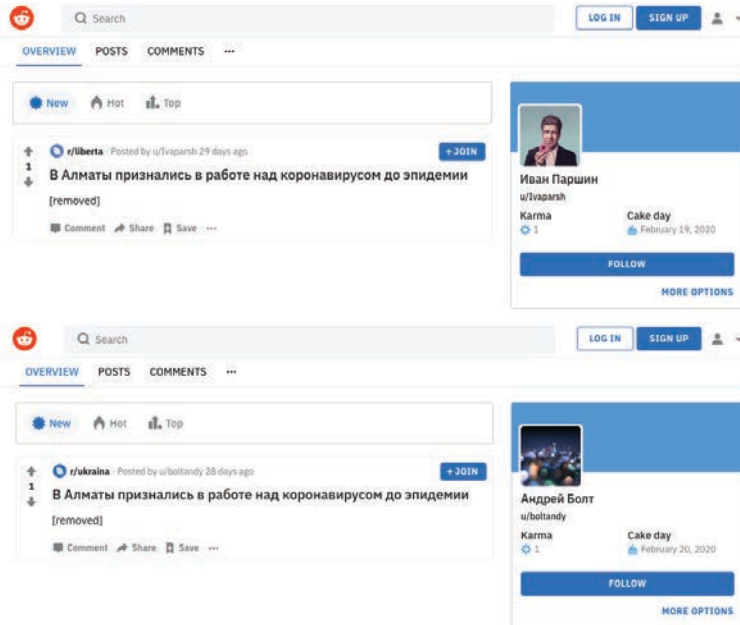 Search
LOG IN
SIGN UP
OVERVIEW POSTS COMMENTS ...
New Hot Top
r/liberta · Posted by u/Ivaparsh 29 days ago
+ JOIN
1
В Алматы признались в работе над коронавирусом до эпидемии
[removed]
Comment Share Save ...
Иван Паршин
u/Ivaparsh
Karma Cake day
1 February 19, 2020
FOLLOW
MORE OPTIONS
Search
LOG IN
SIGN UP
OVERVIEW POSTS COMMENTS ...
New Hot Top
r/ukraina · Posted by u/boltandy 28 days ago
+ JOIN
1
В Алматы признались в работе над коронавирусом до эпидемии
[removed]
Comment Share Save ...
Андрей Болт
u/boltandy
Karma Cake day
1 February 20, 2020
FOLLOW
MORE OPTIONS